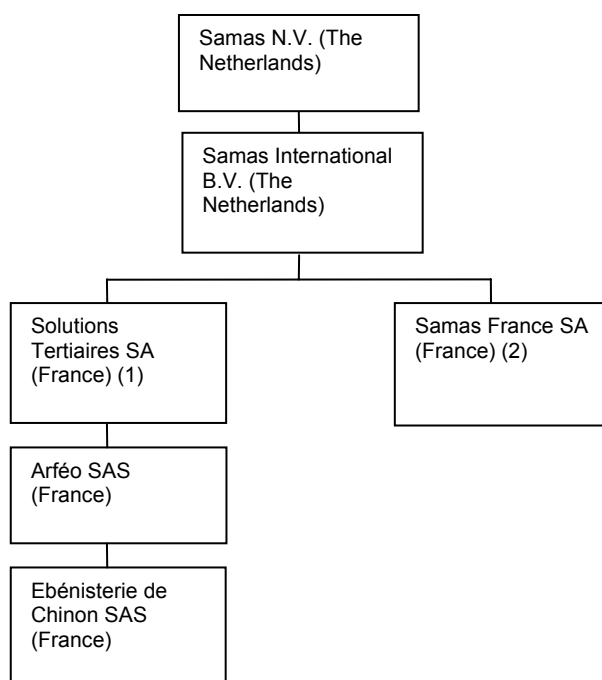 Samas N.V. (The
Netherlands)
Samas International
B.V. (The
Netherlands)
Solutions
Tertiaires SA
(France) (1)
Samas France SA
(France) (2)
Arféo SAS
(France)
Ebénisterie de
Chinon SAS
(France)